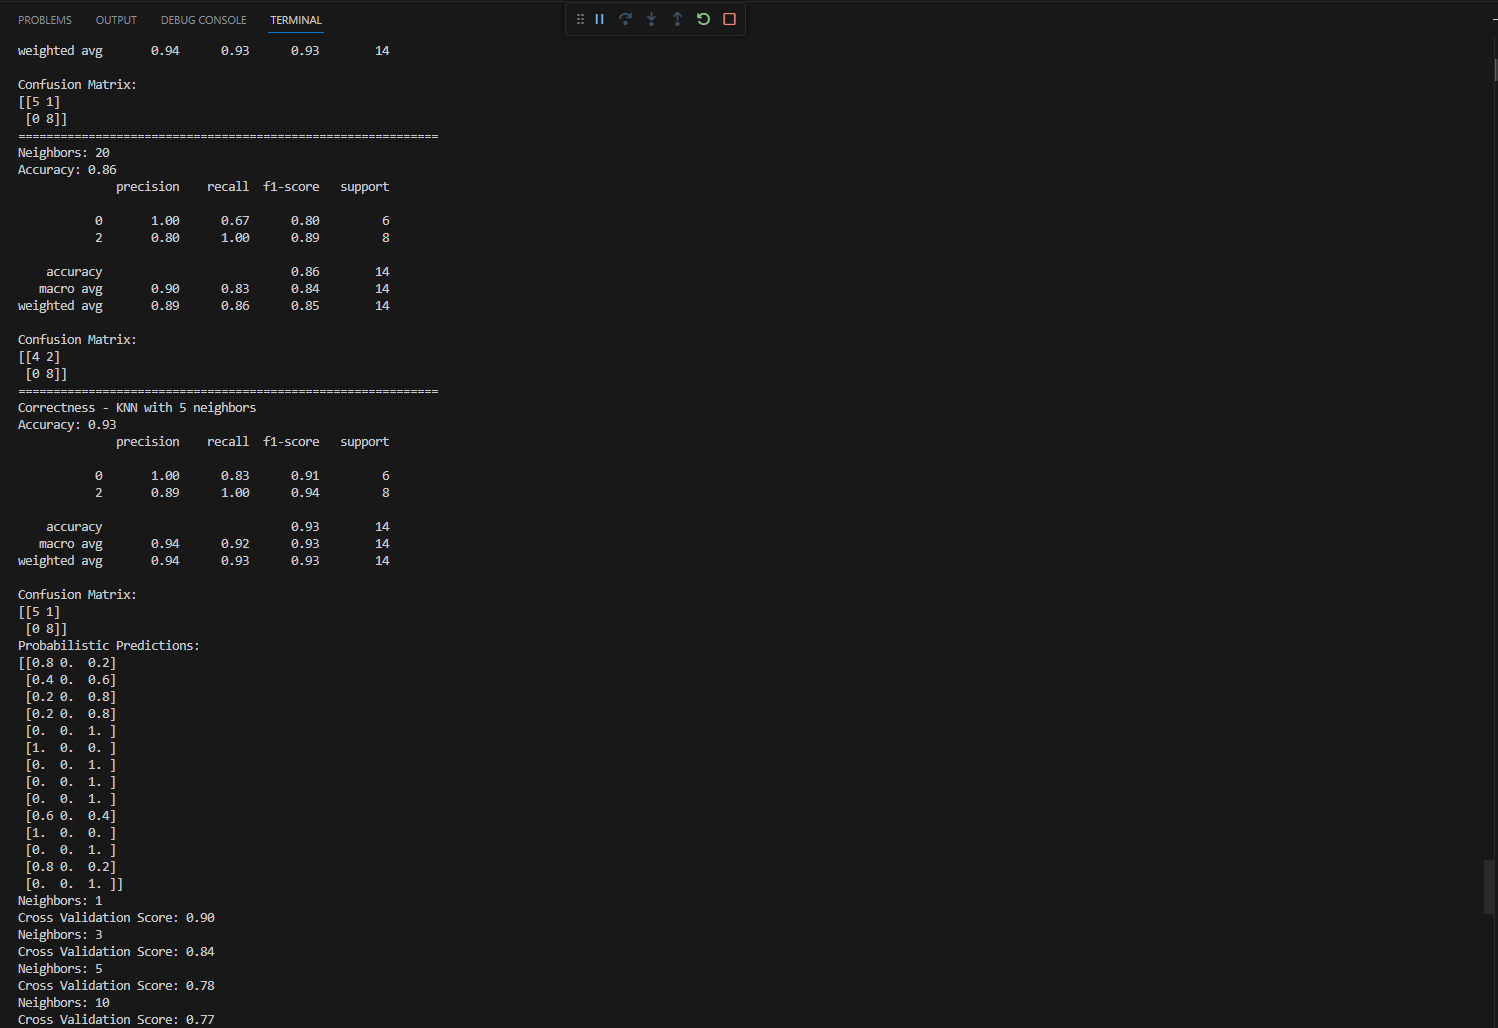 PROBLEMS OUTPUT DEBUG CONSOLE TERMINAL
weighted avg 0.94 0.93 0.93 14
Confusion Matrix:
[[5 1]
[0 8]]
============================================================
Neighbors: 20
Accuracy: 0.86
precision recall f1-score support
0 1.00 0.67 0.80 6
2 0.80 1.00 0.89 8
accuracy 0.86 14
macro avg 0.90 0.83 0.84 14
weighted avg 0.89 0.86 0.85 14
Confusion Matrix:
[[4 2]
[0 8]]
============================================================
Correctness - KNN with 5 neighbors
Accuracy: 0.93
precision recall f1-score support
0 1.00 0.83 0.91 6
2 0.89 1.00 0.94 8
accuracy 0.93 14
macro avg 0.94 0.92 0.93 14
weighted avg 0.94 0.93 0.93 14
Confusion Matrix:
[[5 1]
[0 8]]
Probabilistic Predictions:
[[0.8 0. 0.2]
[0.4 0. 0.6]
[0.2 0. 0.8]
[0.2 0. 0.8]
[0. 0. 1. ]
[1. 0. 0. ]
[0. 0. 1. ]
[0. 0. 1. ]
[0. 0. 1. ]
[0.6 0. 0.4]
[1. 0. 0. ]
[0. 0. 1. ]
[0.8 0. 0.2]
[0. 0. 1. ]]
Neighbors: 1
Cross Validation Score: 0.90
Neighbors: 3
Cross Validation Score: 0.84
Neighbors: 5
Cross Validation Score: 0.78
Neighbors: 10
Cross Validation Score: 0.77